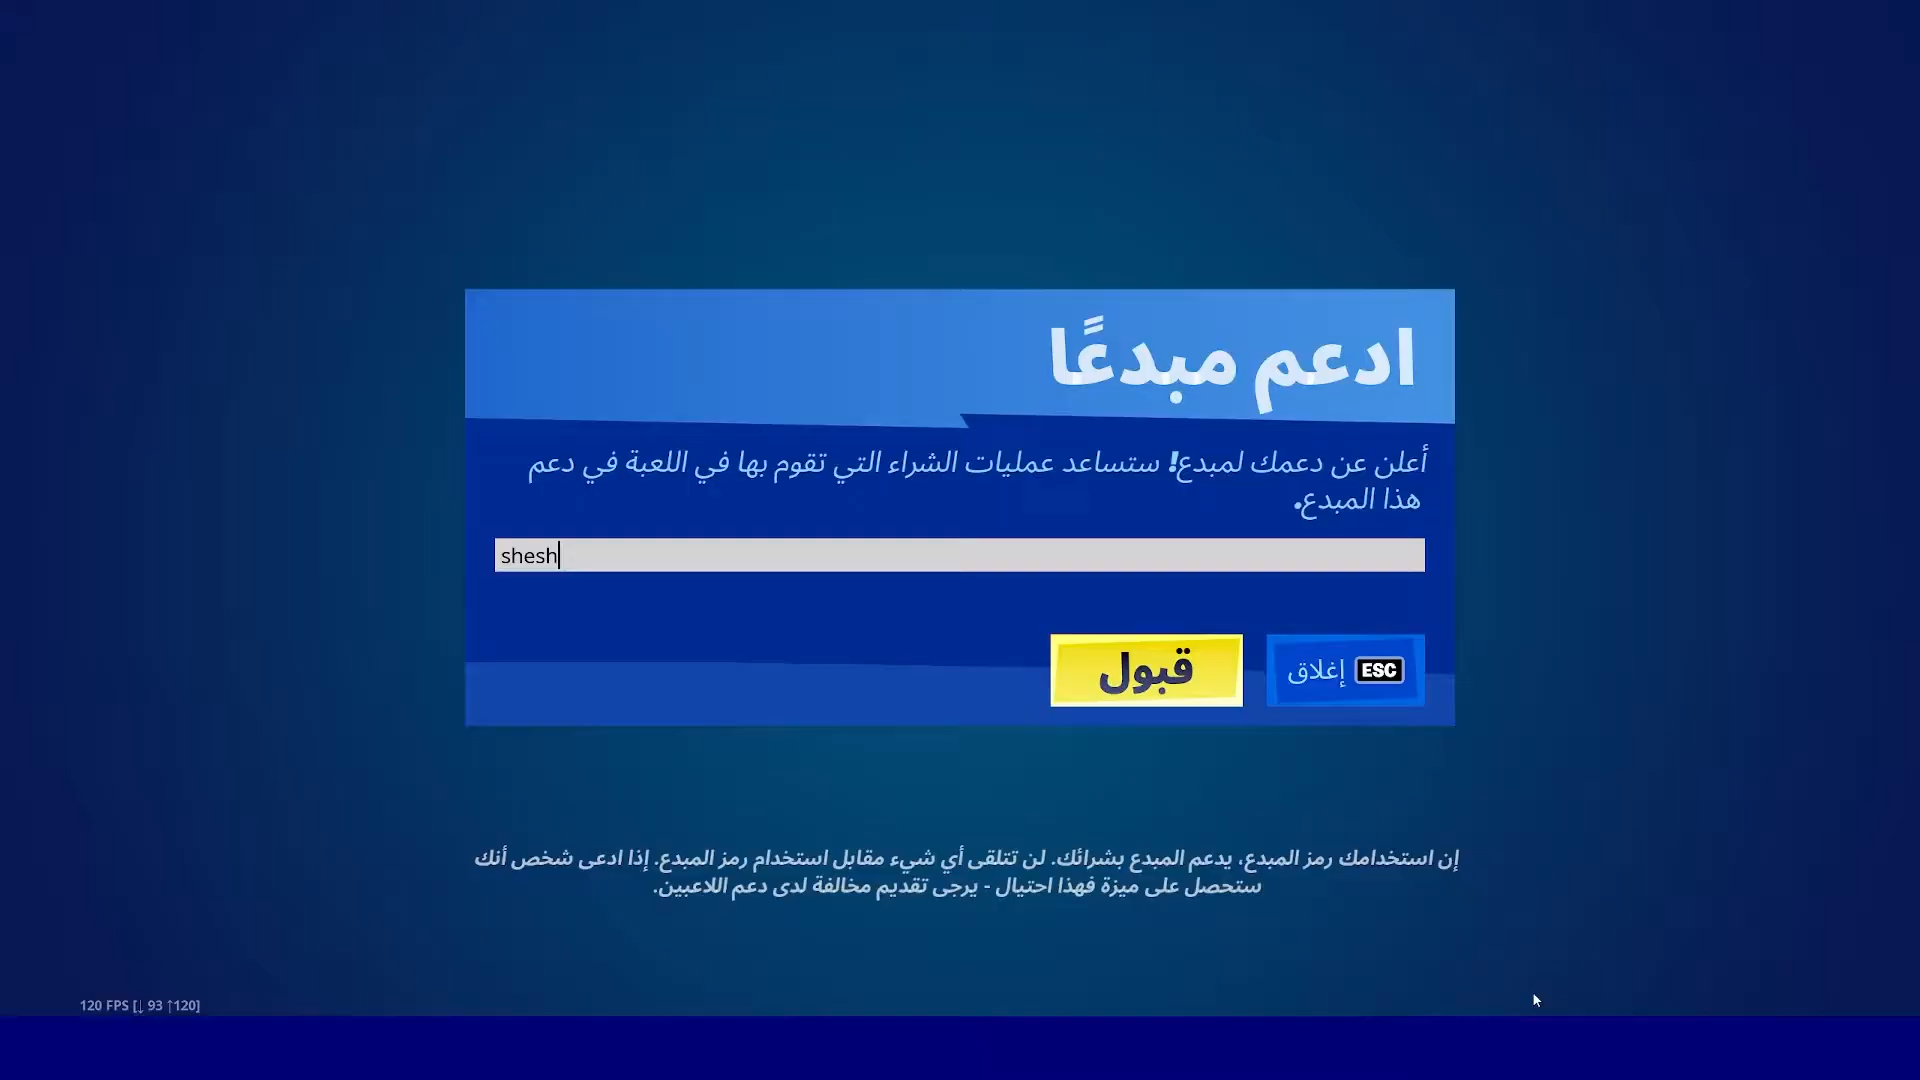 ادعم مبدعًا
أعلن عن دعمك لمبدع! ستساعد عمليات الشراء التي تقوم بها في اللعبة في دعم
هذا المبدع.
shesh
إغلاق ESC
قبول
إن استخدامك رمز المبدع، يدعم المبدع بشرائك. لن تتلقى أي شيء مقابل استخدام رمز المبدع. إذا ادعى شخص أنك
ستحصل على ميزة فهذا احتيال - يرجى تقديم مخالفة لدى دعم اللاعبين.
120 FPS [↓ 93 ↑120]